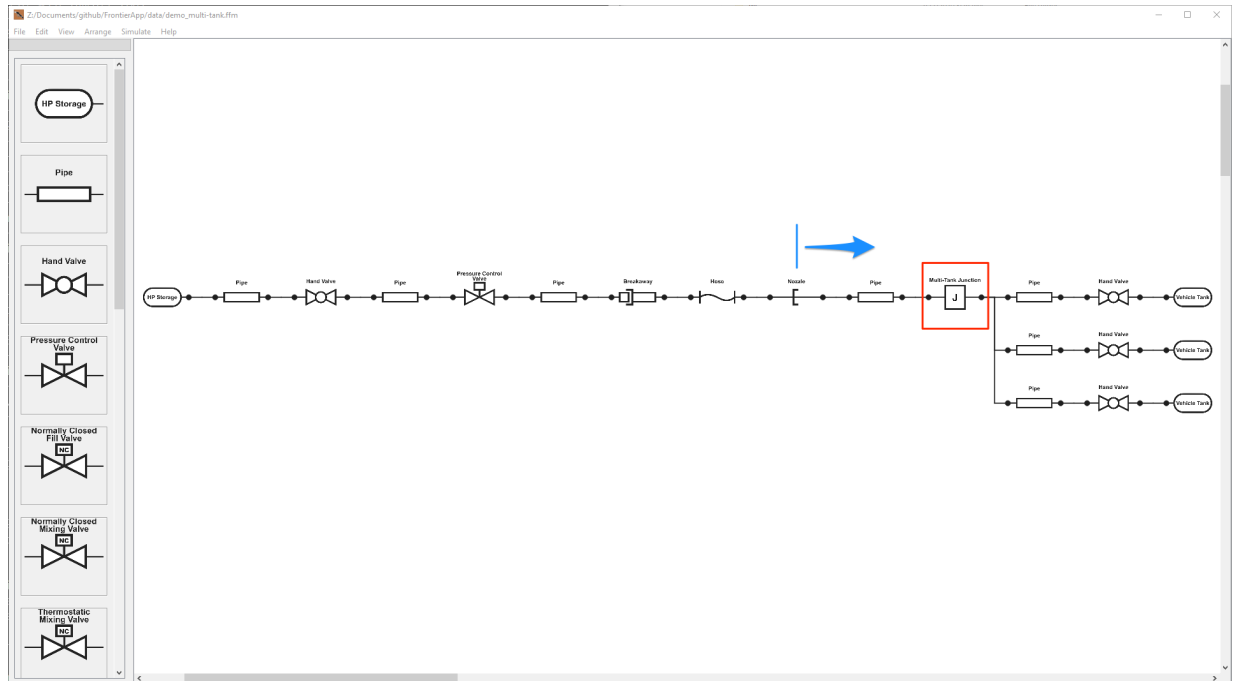 Z:/Documents/github/FrontierApp/data/demo_multi-tank.ffm
File Edit View Arrange Simulate Help
HP Storage
Pipe
Hand Valve
Pressure Control
Valve
Normally Closed
Fill Valve
NC
Normally Closed
Mixing Valve
NC
Thermostatic
Mixing Valve
NC
HP Storage
Pipe
Hand Valve
Pipe
Pressure Control
Valve
Pipe
Breakaway
Hose
Nozzle
Pipe
Multi-Tank Junction
J
Pipe
Hand Valve
Vehicle Tank
Pipe
Hand Valve
Vehicle Tank
Pipe
Hand Valve
Vehicle Tank